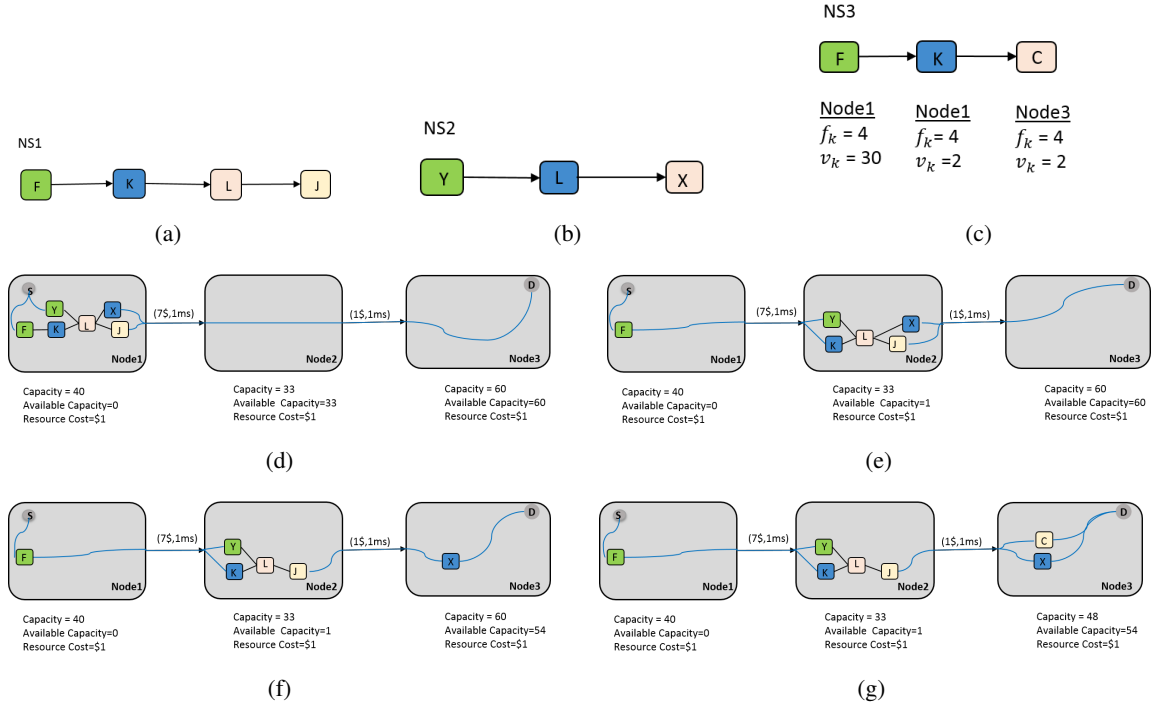 NS1
F K L J
(a)
NS2
Y L X
(b)
NS3
F K C
Node1 Node1 Node3
f_k = 4 f_k = 4 f_k = 4
v_k = 30 v_k = 2 v_k = 2
(c)
S
Y X
F K L J
Node1
(7$,1ms)
Node2
(1$,1ms)
D
Node3
Capacity = 40
Available Capacity=0
Resource Cost=$1
Capacity = 33
Available Capacity=33
Resource Cost=$1
Capacity = 60
Available Capacity=60
Resource Cost=$1
(d)
S
F
Node1
(7$,1ms)
Y X
K L J
Node2
(1$,1ms)
D
Node3
Capacity = 40
Available Capacity=0
Resource Cost=$1
Capacity = 33
Available Capacity=1
Resource Cost=$1
Capacity = 60
Available Capacity=60
Resource Cost=$1
(e)
S
F
Node1
(7$,1ms)
Y
K L J
Node2
(1$,1ms)
D
X
Node3
Capacity = 40
Available Capacity=0
Resource Cost=$1
Capacity = 33
Available Capacity=1
Resource Cost=$1
Capacity = 60
Available Capacity=54
Resource Cost=$1
(f)
S
F
Node1
(7$,1ms)
Y
K L J
Node2
(1$,1ms)
D
C
X
Node3
Capacity = 40
Available Capacity=0
Resource Cost=$1
Capacity = 33
Available Capacity=1
Resource Cost=$1
Capacity = 48
Available Capacity=54
Resource Cost=$1
(g)